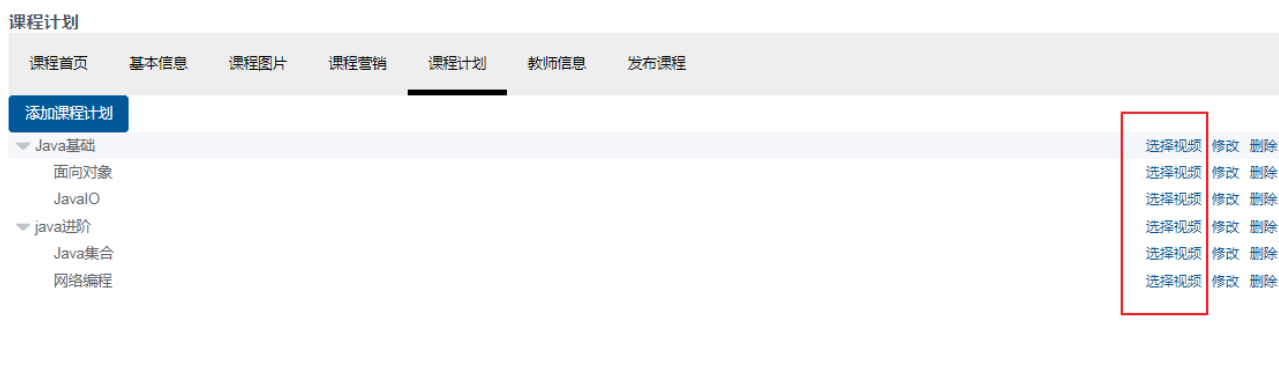 课程计划
课程首页 基本信息 课程图片 课程营销 课程计划 教师信息 发布课程
添加课程计划
Java基础 选择视频 修改 删除
面向对象 选择视频 修改 删除
JavaIO 选择视频 修改 删除
java进阶 选择视频 修改 删除
Java集合 选择视频 修改 删除
网络编程 选择视频 修改 删除